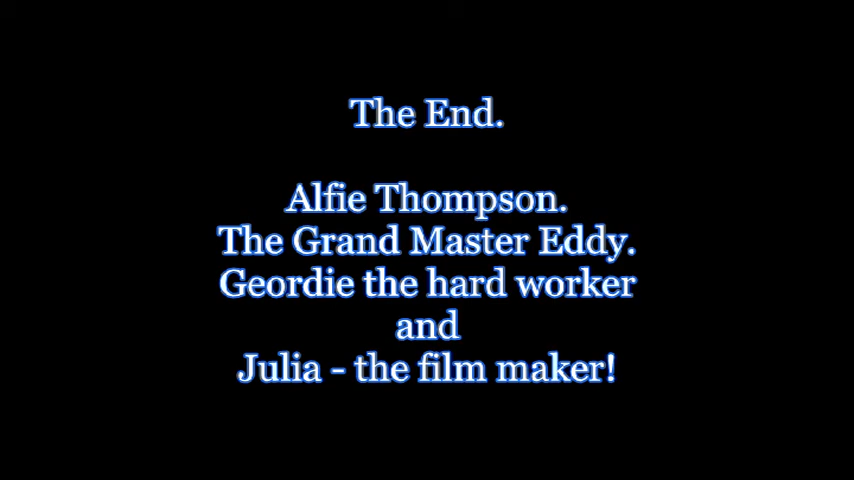 The End.
Alfie Thompson.
The Grand Master Eddy.
Geordie the hard worker
and
Julia - the film maker!